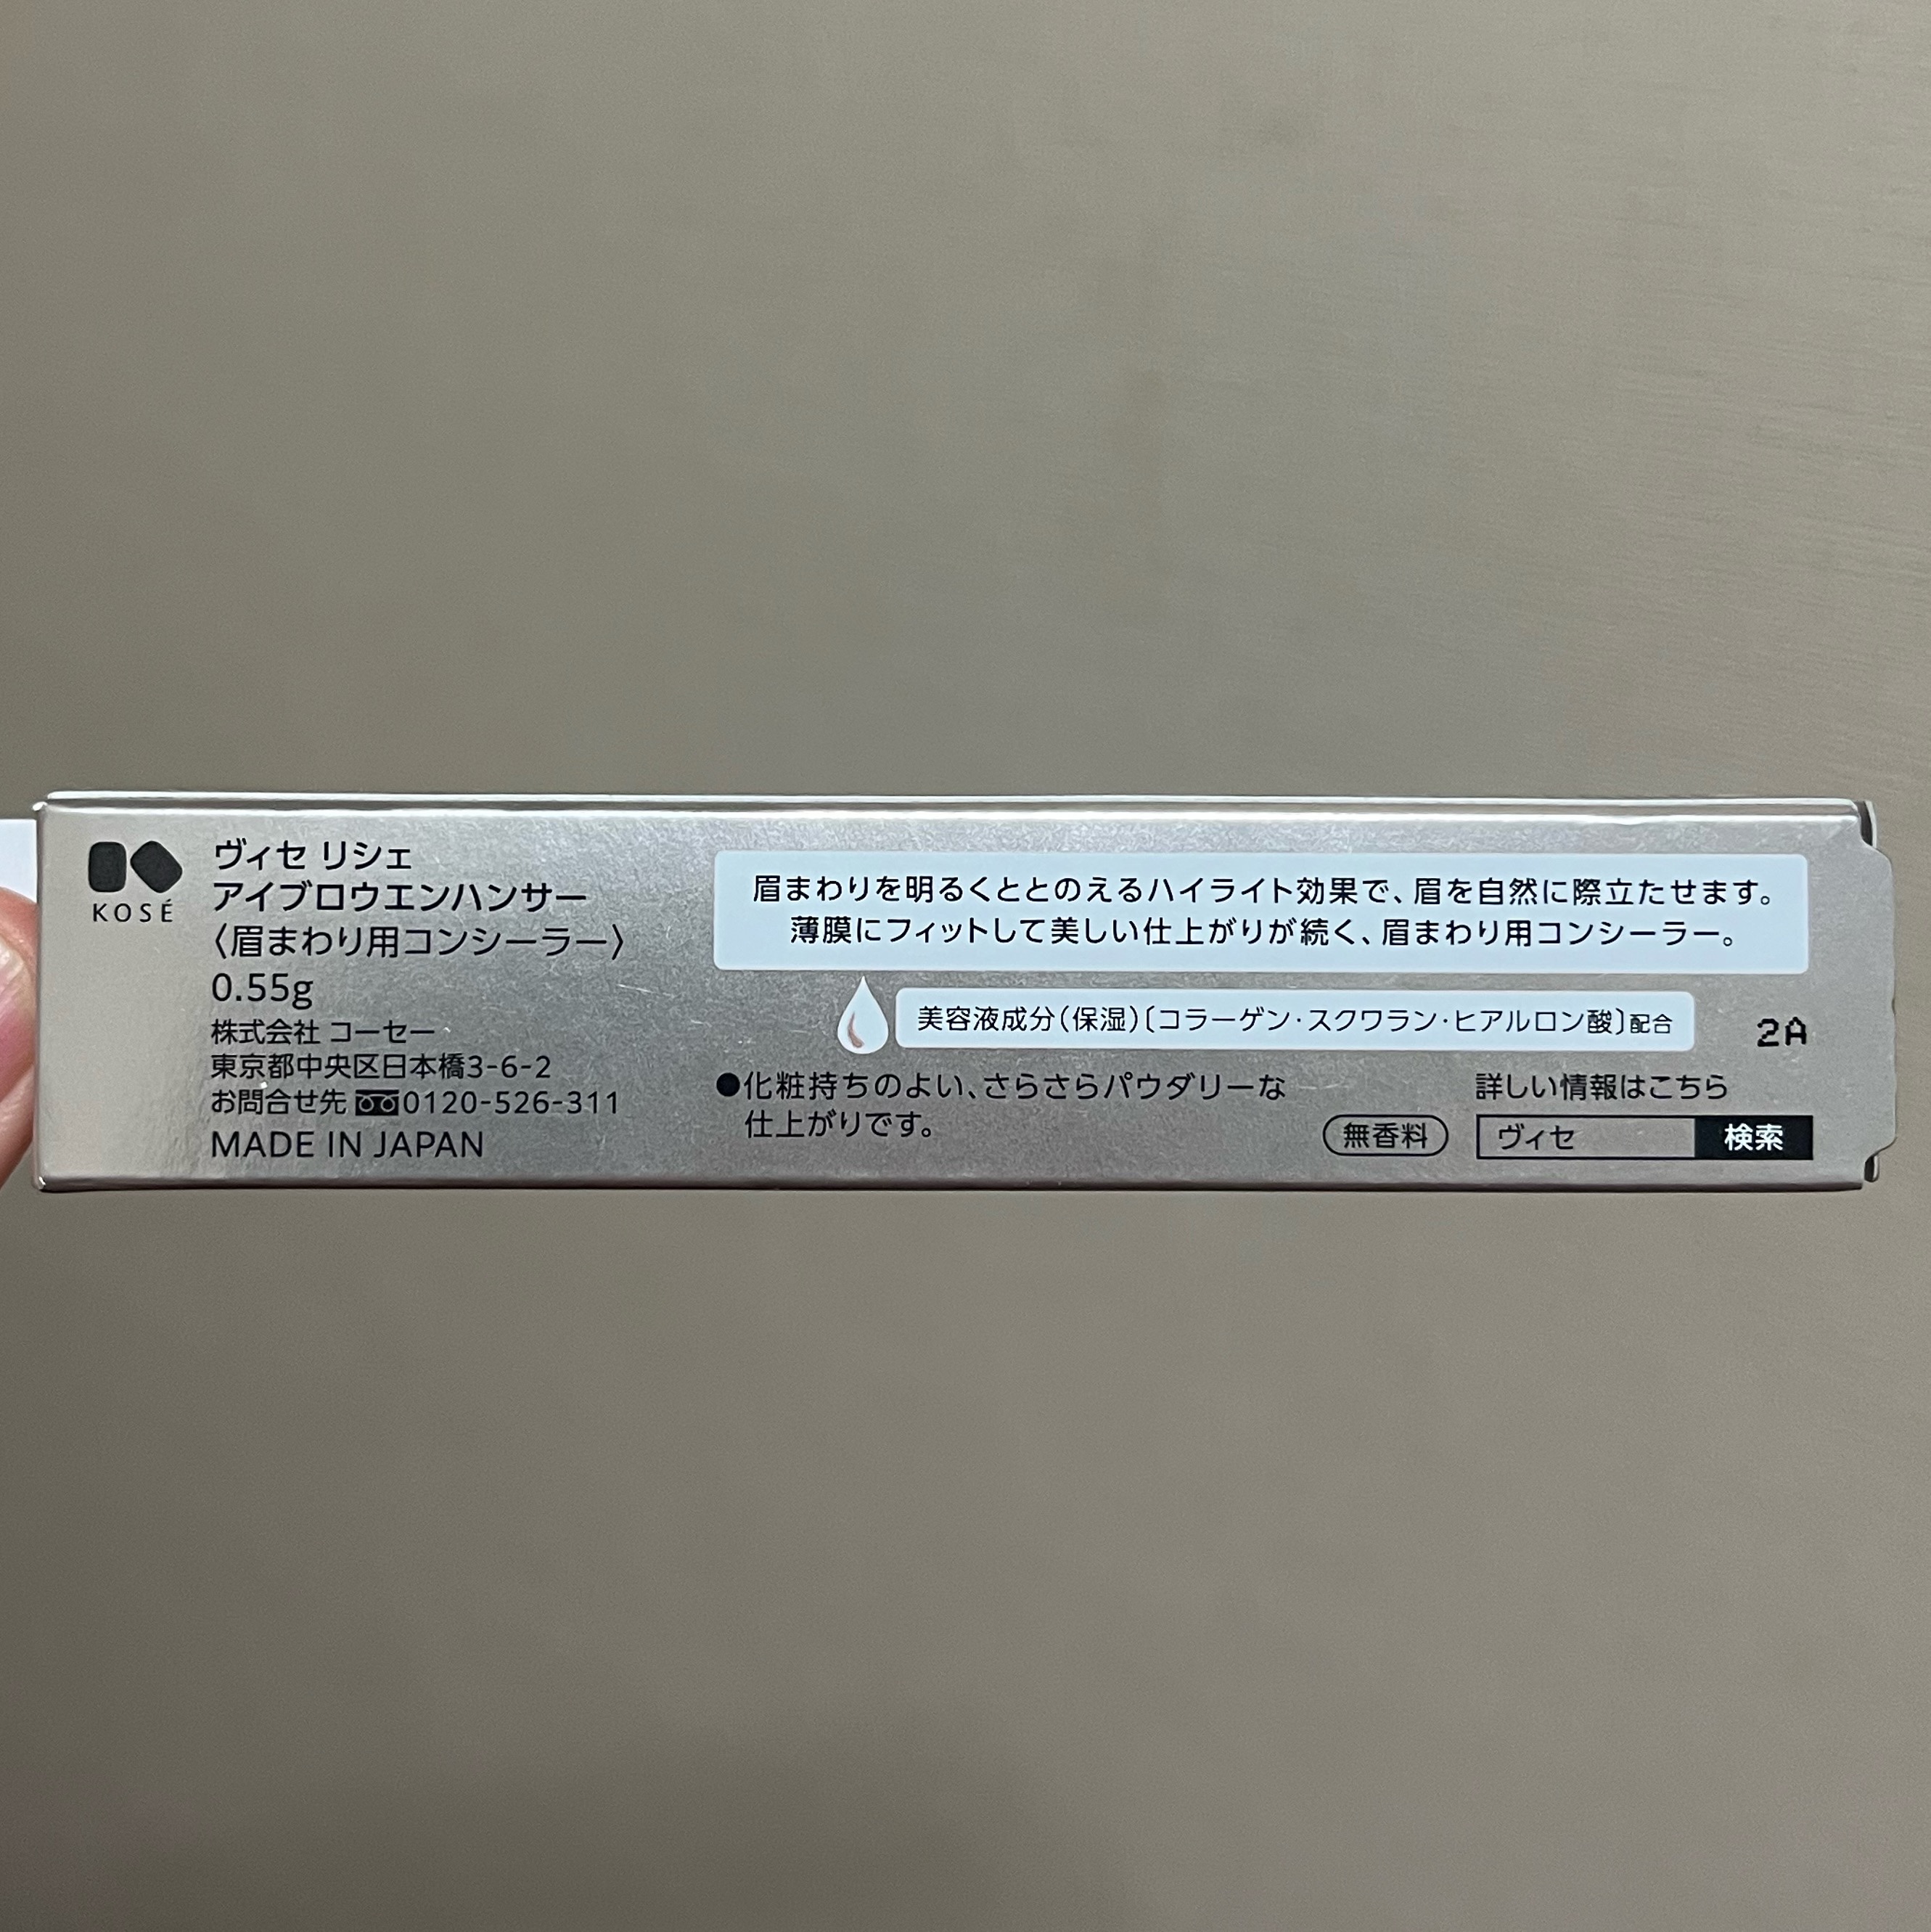 KOSÉ
ヴィセ リシェ
アイブロウエンハンサー
〈眉まわり用コンシーラー〉
0.55g
株式会社 コーセー
東京都中央区日本橋3-6-2
お問合せ先 0120-526-311
MADE IN JAPAN
眉まわりを明るくととのえるハイライト効果で、眉を自然に際立たせます。
薄膜にフィットして美しい仕上がりが続く、眉まわり用コンシーラー。
美容液成分(保湿)〔コラーゲン・スクワラン・ヒアルロン酸〕配合
2A
●化粧持ちのよい、さらさらパウダリーな
仕上がりです。
無香料
詳しい情報はこちら
ヴィセ 検索